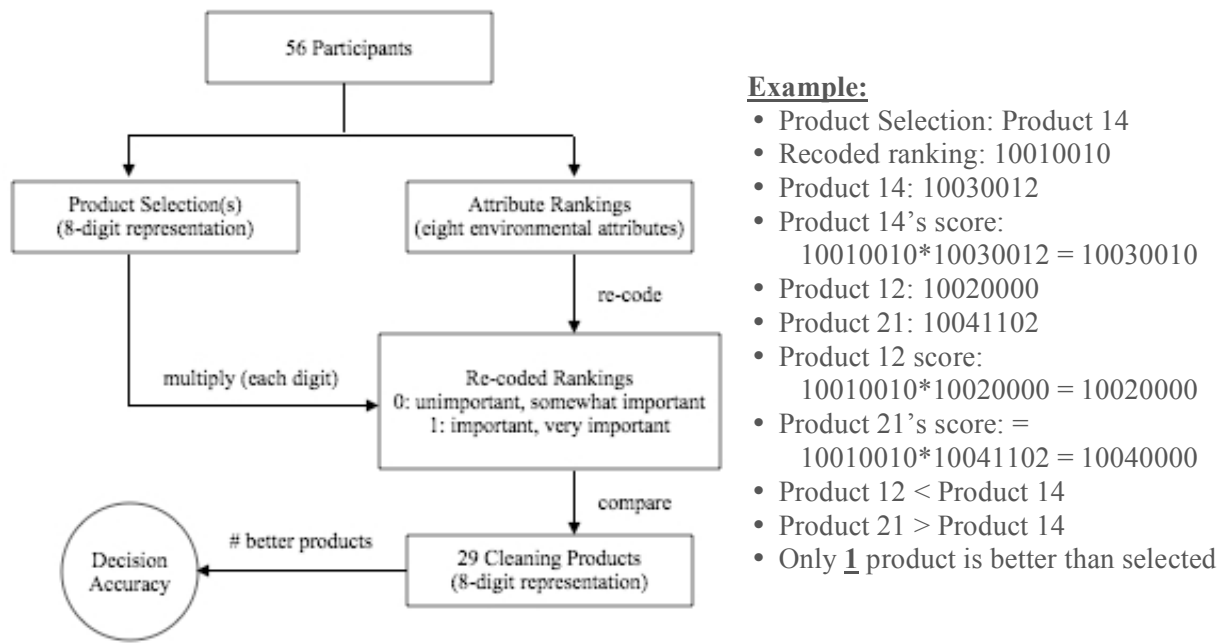 56 Participants
Product Selection(s)
(8-digit representation)
Attribute Rankings
(eight environmental attributes)
re-code
multiply (each digit)
Re-coded Rankings
0: unimportant, somewhat important
1: important, very important
compare
# better products
Decision
Accuracy
29 Cleaning Products
(8-digit representation)
Example:
• Product Selection: Product 14
• Recoded ranking: 10010010
• Product 14: 10030012
• Product 14’s score:
10010010*10030012 = 10030010
• Product 12: 10020000
• Product 21: 10041102
• Product 12 score:
10010010*10020000 = 10020000
• Product 21’s score: =
10010010*10041102 = 10040000
• Product 12 < Product 14
• Product 21 > Product 14
• Only 1 product is better than selected